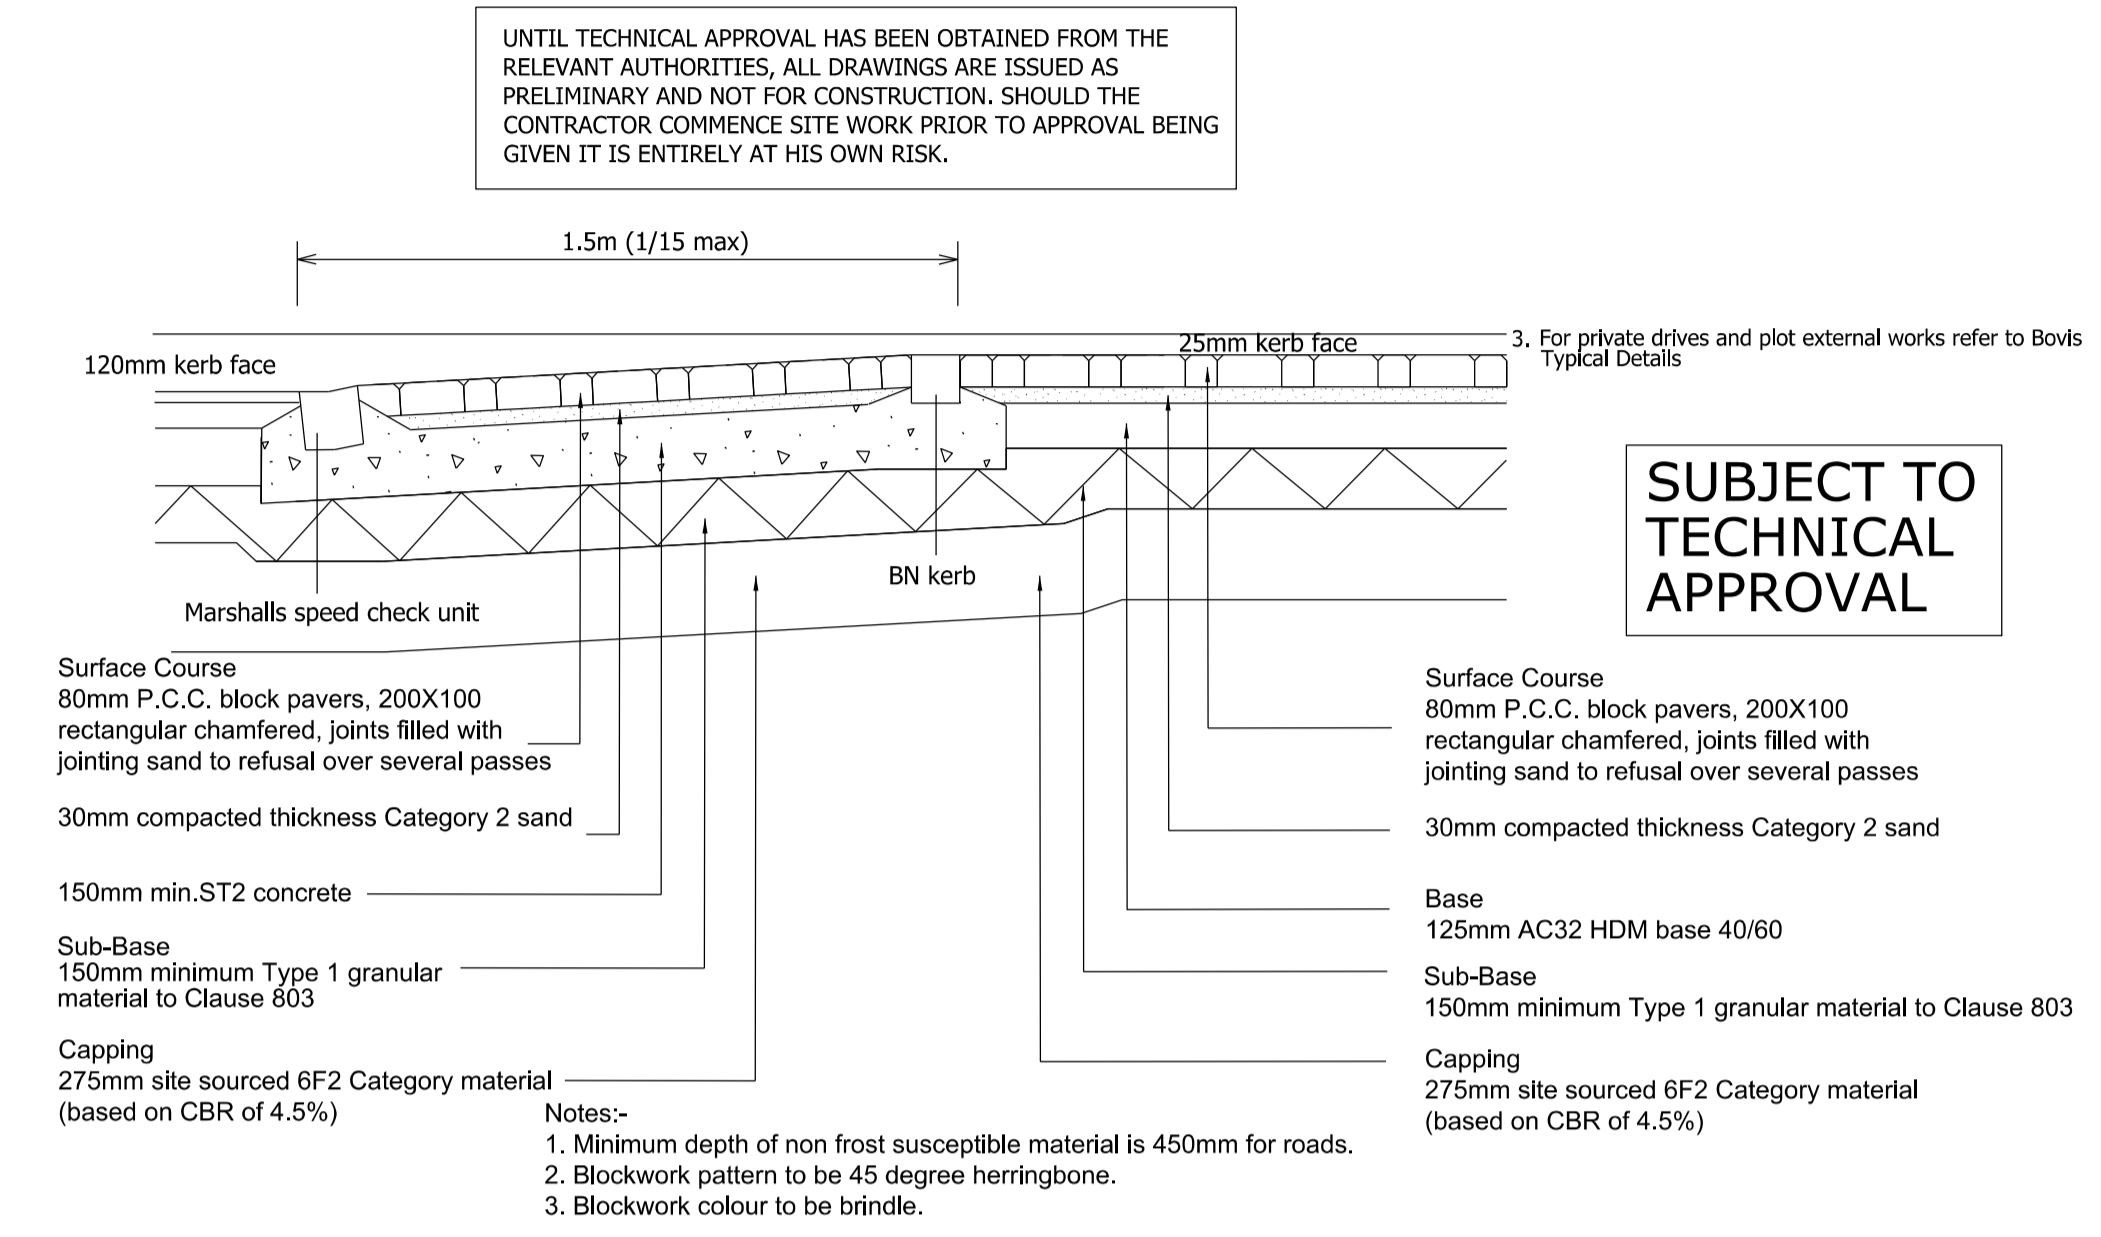 UNTIL TECHNICAL APPROVAL HAS BEEN OBTAINED FROM THE
RELEVANT AUTHORITIES, ALL DRAWINGS ARE ISSUED AS
PRELIMINARY AND NOT FOR CONSTRUCTION. SHOULD THE
CONTRACTOR COMMENCE SITE WORK PRIOR TO APPROVAL BEING
GIVEN IT IS ENTIRELY AT HIS OWN RISK.
1.5m (1/15 max)
120mm kerb face
25mm kerb face
3. For private drives and plot external works refer to Bovis
Typical Details
SUBJECT TO
TECHNICAL
APPROVAL
BN kerb
Marshalls speed check unit
Surface Course
80mm P.C.C. block pavers, 200X100
rectangular chamfered, joints filled with
jointing sand to refusal over several passes
30mm compacted thickness Category 2 sand
150mm min.ST2 concrete
Sub-Base
150mm minimum Type 1 granular
material to Clause 803
Capping
275mm site sourced 6F2 Category material
(based on CBR of 4.5%)
Surface Course
80mm P.C.C. block pavers, 200X100
rectangular chamfered, joints filled with
jointing sand to refusal over several passes
30mm compacted thickness Category 2 sand
Base
125mm AC32 HDM base 40/60
Sub-Base
150mm minimum Type 1 granular material to Clause 803
Capping
275mm site sourced 6F2 Category material
(based on CBR of 4.5%)
Notes:-
1. Minimum depth of non frost susceptible material is 450mm for roads.
2. Blockwork pattern to be 45 degree herringbone.
3. Blockwork colour to be brindle.